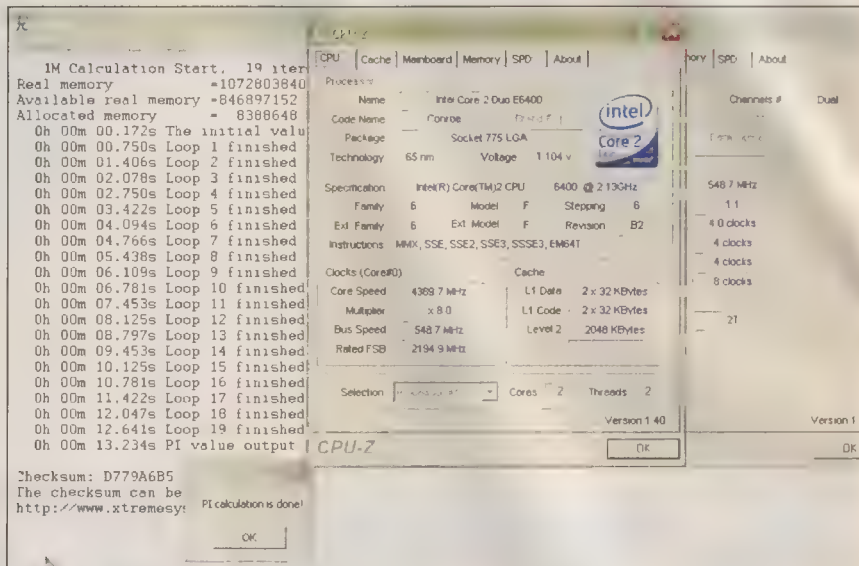 1M Calculation Start. 19 iter
Real memory =1072803840
Available real memory =846897152
Allocated memory = 8388648
0h 00m 00.172s The initial valu
0h 00m 00.750s Loop 1 finished
0h 00m 01.406s Loop 2 finished
0h 00m 02.078s Loop 3 finished
0h 00m 02.750s Loop 4 finished
0h 00m 03.422s Loop 5 finished
0h 00m 04.094s Loop 6 finished
0h 00m 04.766s Loop 7 finished
0h 00m 05.438s Loop 8 finished
0h 00m 06.109s Loop 9 finished
0h 00m 06.781s Loop 10 finished
0h 00m 07.453s Loop 11 finished
0h 00m 08.125s Loop 12 finished
0h 00m 08.797s Loop 13 finished
0h 00m 09.453s Loop 14 finished
0h 00m 10.125s Loop 15 finished
0h 00m 10.781s Loop 16 finished
0h 00m 11.422s Loop 17 finished
0h 00m 12.047s Loop 18 finished
0h 00m 12.641s Loop 19 finished
0h 00m 13.234s PI value output
Checksum: D779A6B5
The checksum can be
http://www.xtremesy
PI calculation is done!
OK
CPU-Z
CPU Cache Mainboard Memory SPD About
Processor
Name Intel Core 2 Duo E6400
Code Name Conroe
Package Socket 775 LGA
Technology 65 nm Voltage 1.104 v
intel
Core 2
Specification Intel(R) Core(TM)2 CPU 6400 @ 2.13GHz
Family 6 Model F Stepping 6
Ext. Family 6 Ext. Model F Revision B2
Instructions MMX, SSE, SSE2, SSE3, SSSE3, EM64T
Clocks (Core#0)
Core Speed 4389.7 MHz
Multiplier x 8.0
Bus Speed 548.7 MHz
Rated FSB 2194.9 MHz
Cache
L1 Data 2 x 32 KBytes
L1 Code 2 x 32 KBytes
Level 2 2048 KBytes
Selection Cores 2 Threads 2
Version 1.40
CPU-Z OK
mory SPD About
Channels # Dual
548.7 MHz
1:1
4.0 clocks
4 clocks
4 clocks
8 clocks
2T
Version 1
OK